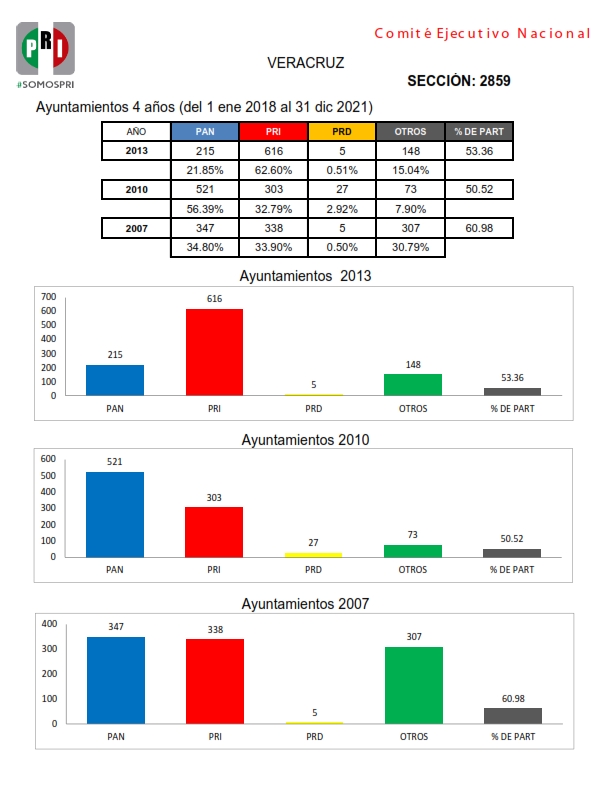 Comité Ejecutivo Nacional
PRI
#SOMOSPRI
VERACRUZ
SECCIÓN: 2859
Ayuntamientos 4 años (del 1 ene 2018 al 31 dic 2021)
AÑO PAN PRI PRD OTROS % DE PART
2013 215 616 5 148 53.36
21.85% 62.60% 0.51% 15.04%
2010 521 303 27 73 50.52
56.39% 32.79% 2.92% 7.90%
2007 347 338 5 307 60.98
34.80% 33.90% 0.50% 30.79%
Ayuntamientos 2013
700
600
500
400
300
200
100
0
215 616 5 148 53.36
PAN PRI PRD OTROS % DE PART
Ayuntamientos 2010
600
500
400
300
200
100
0
521 303 27 73 50.52
PAN PRI PRD OTROS % DE PART
Ayuntamientos 2007
400
300
200
100
0
347 338 5 307 60.98
PAN PRI PRD OTROS % DE PART